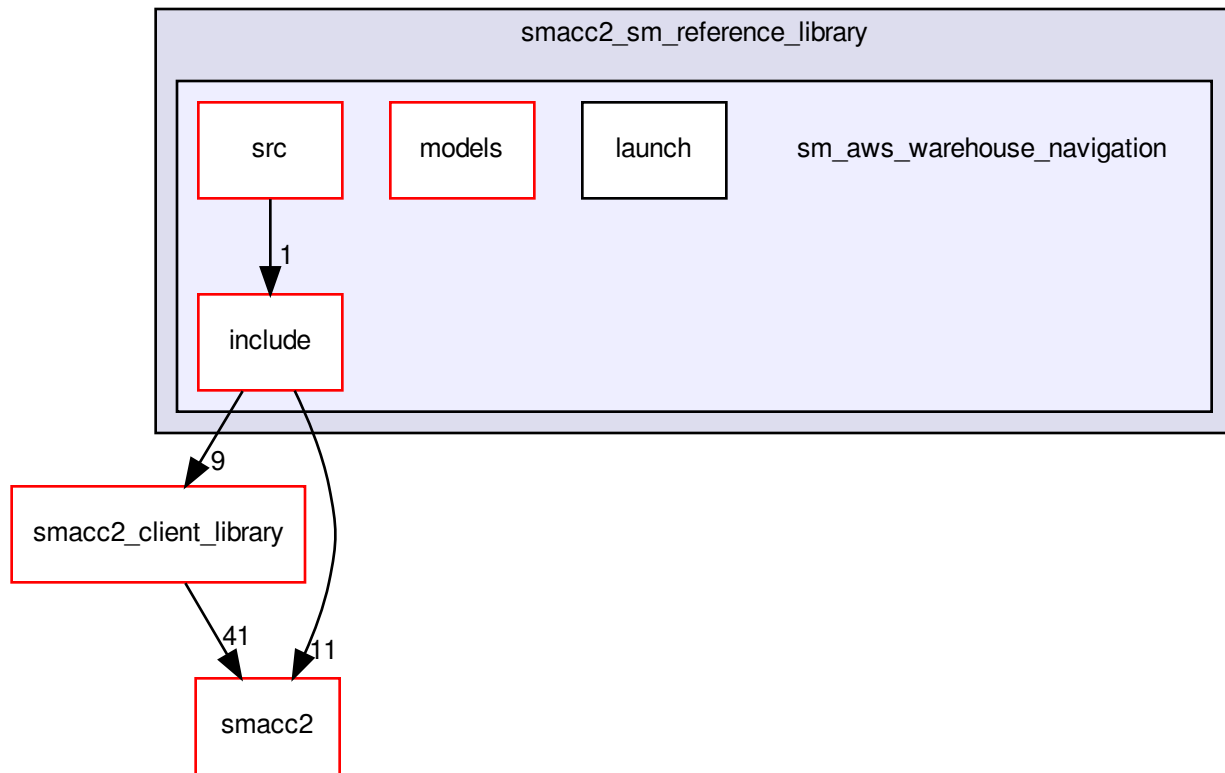 smacc2_sm_reference_library
src
models
launch
sm_aws_warehouse_navigation
1
include
9
smacc2_client_library
41
11
smacc2